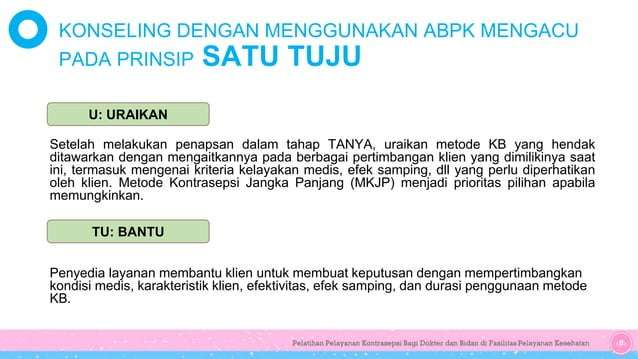 KONSELING DENGAN MENGGUNAKAN ABPK MENGACU
PADA PRINSIP SATU TUJU
U: URAIKAN
Setelah melakukan penapsan dalam tahap TANYA, uraikan metode KB yang hendak
ditawarkan dengan mengaitkannya pada berbagai pertimbangan klien yang dimilikinya saat
ini, termasuk mengenai kriteria kelayakan medis, efek samping, dll yang perlu diperhatikan
oleh klien. Metode Kontrasepsi Jangka Panjang (MKJP) menjadi prioritas pilihan apabila
memungkinkan.
TU: BANTU
Penyedia layanan membantu klien untuk membuat keputusan dengan mempertimbangkan
kondisi medis, karakteristik klien, efektivitas, efek samping, dan durasi penggunaan metode
KB.
Pelatihan Pelayanan Kontrasepsi Bagi Dokter dan Bidan di Fasilitas Pelayanan Kesehatan